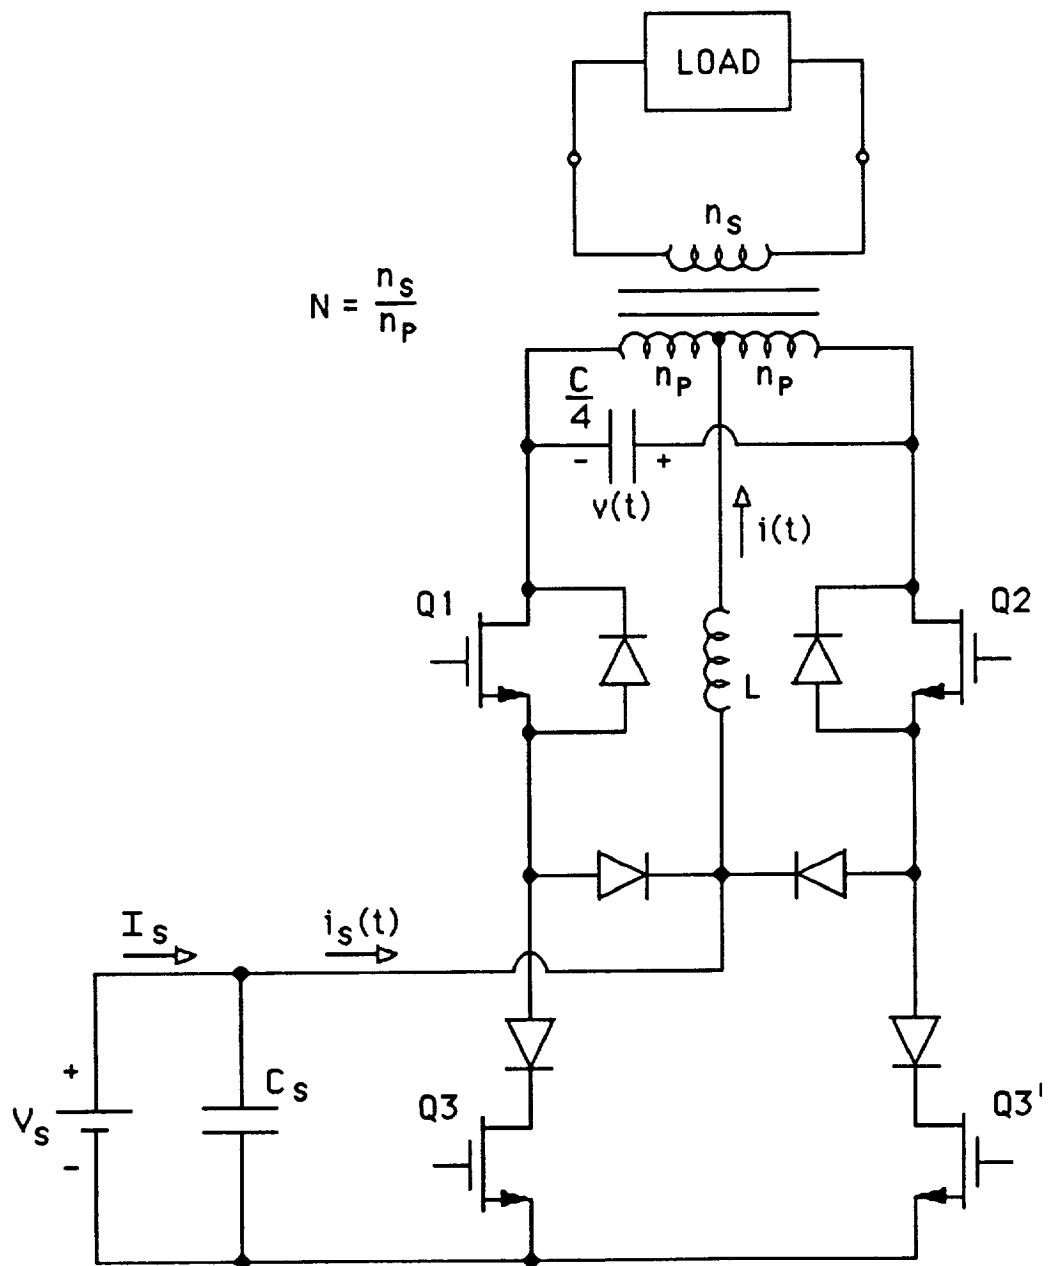 LOAD
n_s
N = n_s/n_p
n_p n_p
C/4
- +
v(t)
i(t)
Q1
Q2
L
I_s
i_s(t)
+
V_s
-
C_s
Q3
Q3'